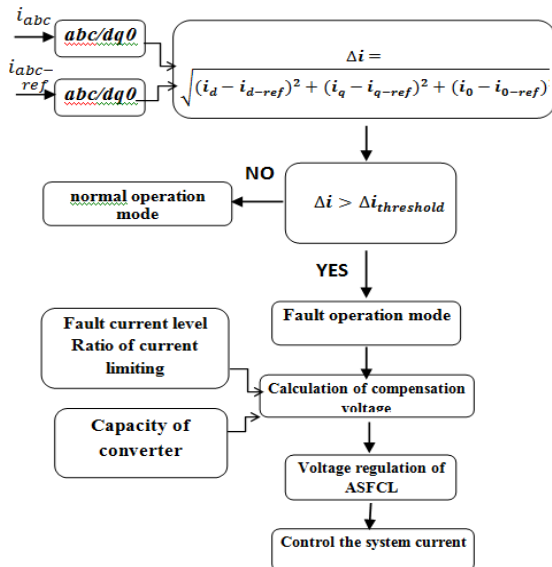 i_abc
abc/dq0
i_abc-
ref
abc/dq0
Δi =
√(i_d − i_d−ref)² + (i_q − i_q−ref)² + (i_0 − i_0−ref)
NO
normal operation
mode
Δi > Δi_threshold
YES
Fault operation mode
Fault current level
Ratio of current
limiting
Calculation of compensation
voltage
Capacity of
converter
Voltage regulation of
ASFCL
Control the system current